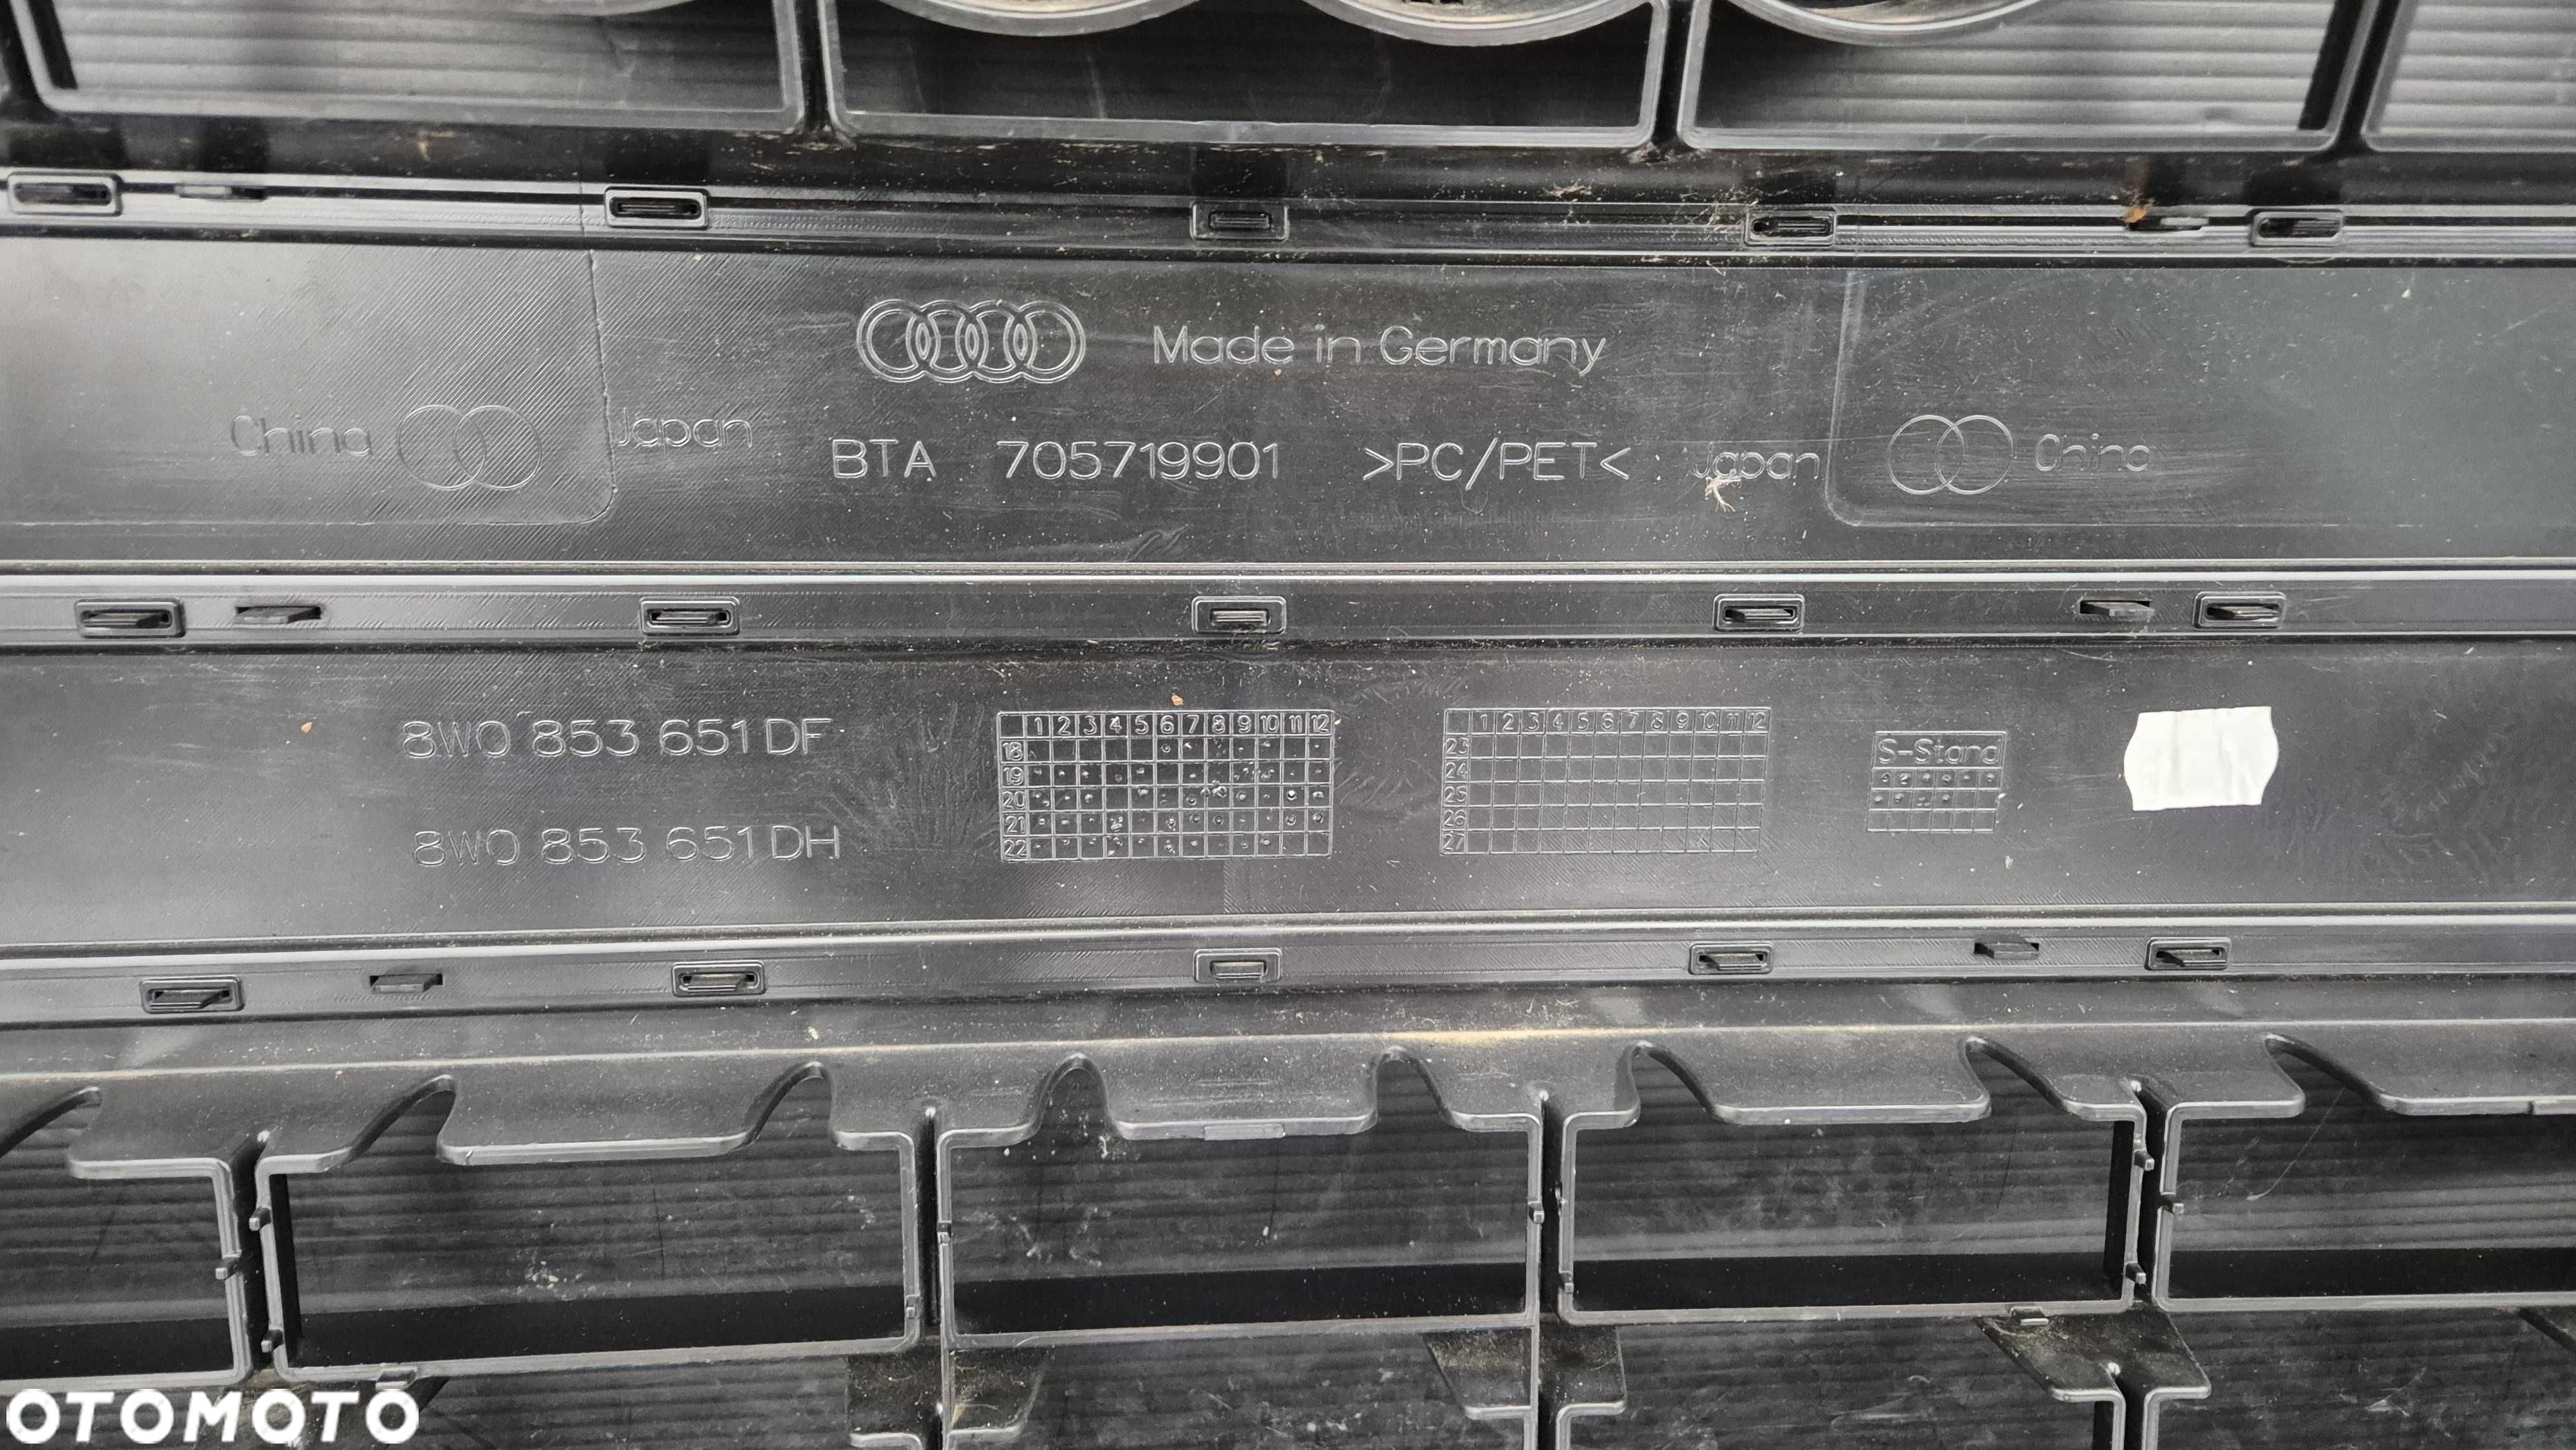 Made in Germany
China
Japan
BTA 705719901 >PC/PET<
Japan
China
8W0 853 651 DF
8W0 853 651 DH
1 2 3 4 5 6 7 8 9 10 11 12
18
19
20
21
22
1 2 3 4 5 6 7 8 9 10 11 12
23
24
25
26
27
S-Stand
OTOMOTO